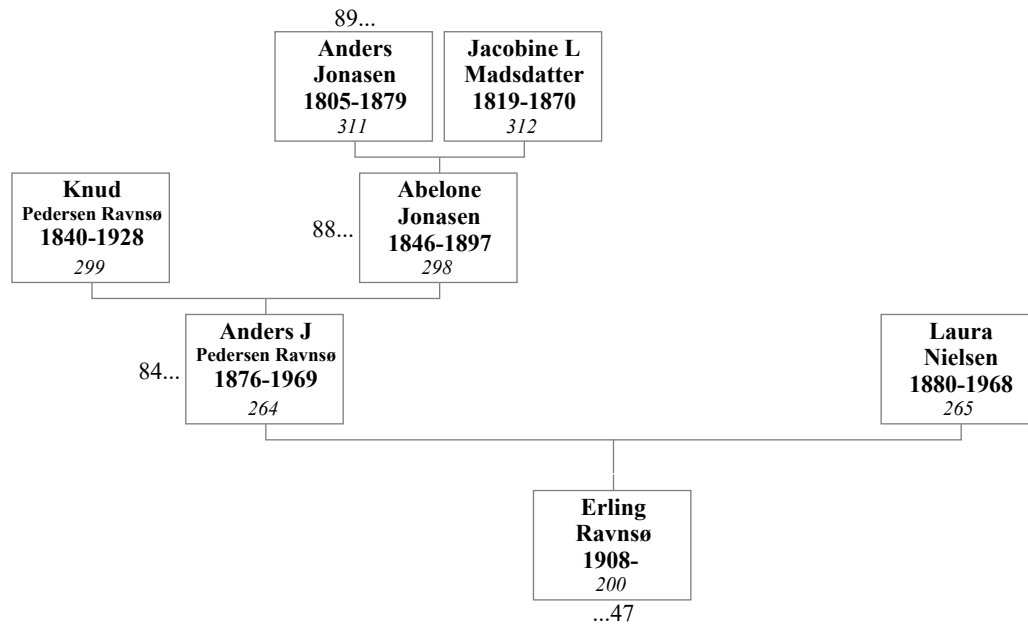 89...
Anders
Jonasen
1805-1879
311
Jacobine L
Madsdatter
1819-1870
312
Knud
Pedersen Ravnsø
1840-1928
299
88...
Abelone
Jonasen
1846-1897
298
84...
Anders J
Pedersen Ravnsø
1876-1969
264
Laura
Nielsen
1880-1968
265
Erling
Ravnsø
1908-
200
...47